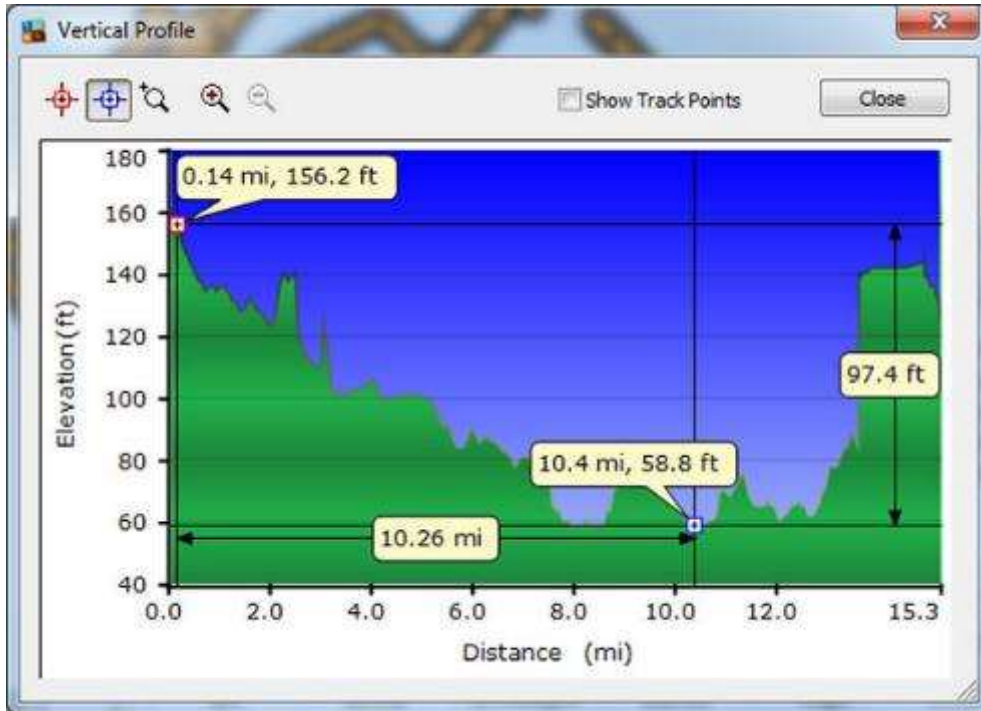 Vertical Profile
Show Track Points
Close
180
0.14 mi, 156.2 ft
160
140
120
97.4 ft
100
80
10.4 mi, 58.8 ft
60
10.26 mi
40
0.0 2.0 4.0 6.0 8.0 10.0 12.0 15.3
Elevation (ft)
Distance (mi)